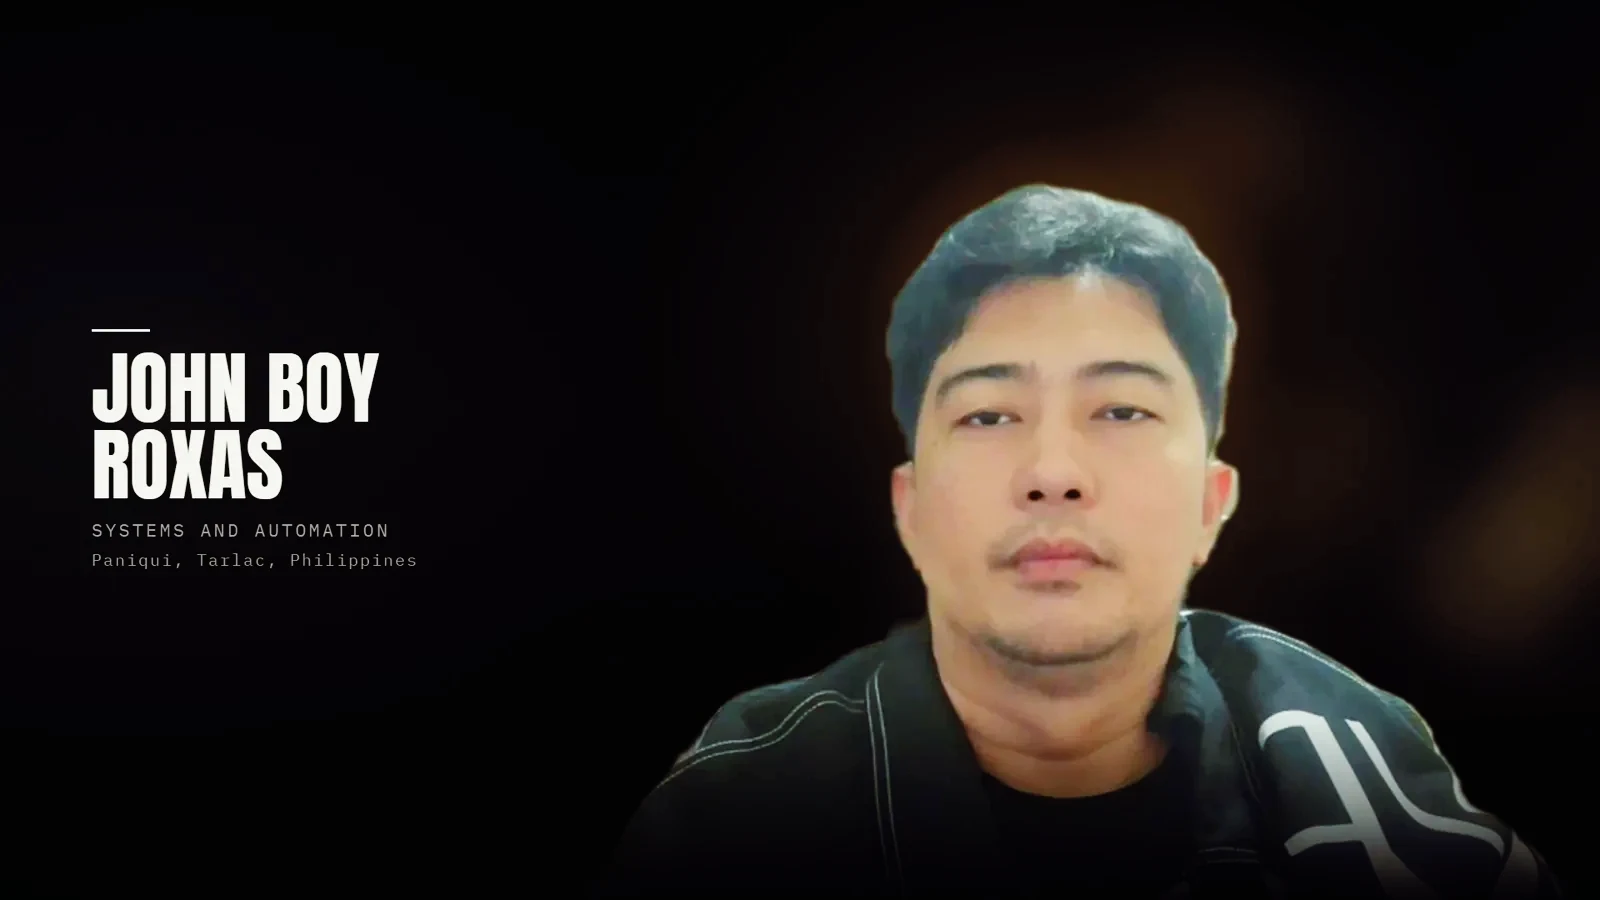 JOHN BOY
ROXAS
SYSTEMS AND AUTOMATION
Paniqui, Tarlac, Philippines